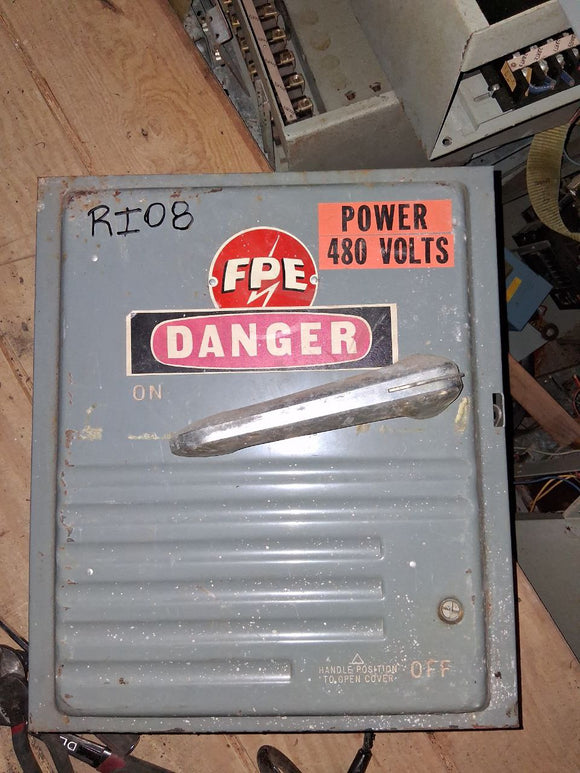 RI08
POWER
480 VOLTS
FPE
DANGER
ON
HANDLE POSITION
TO OPEN COVER
OFF